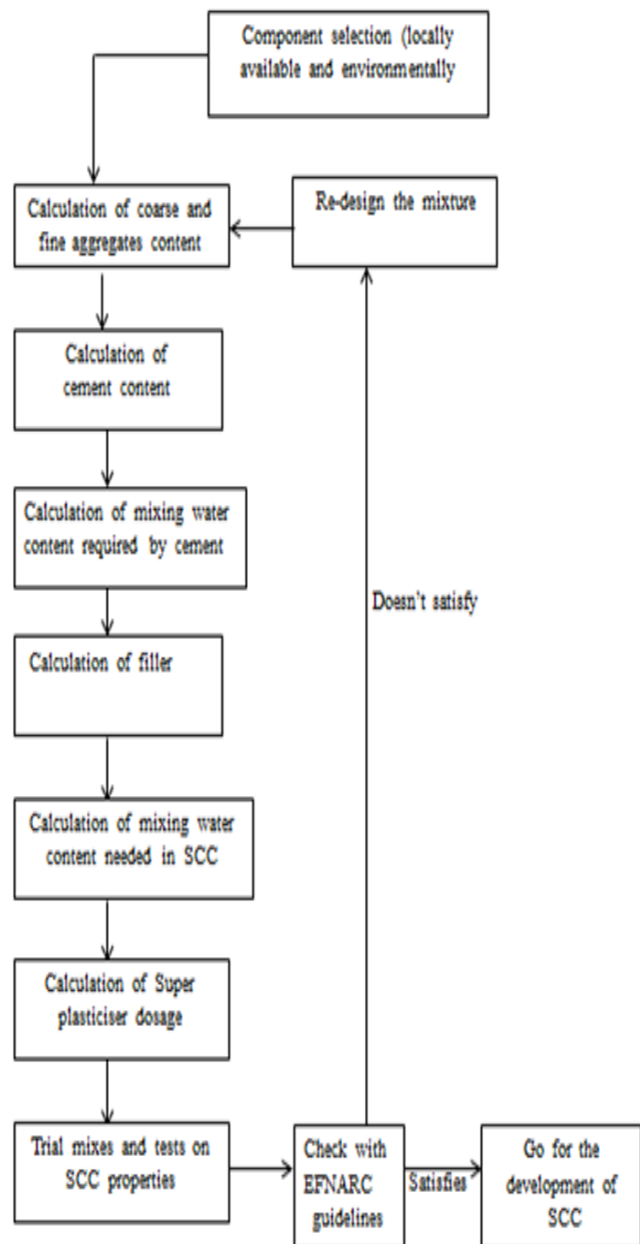 Component selection (locally
available and environmentally
Calculation of coarse and
fine aggregates content
Re-design the mixture
Calculation of
cement content
Calculation of mixing water
content required by cement
Doesn't satisfy
Calculation of filler
Calculation of mixing water
content needed in SCC
Calculation of Super
plasticiser dosage
Trial mixes and tests on
SCC properties
Check with
EFNARC
guidelines
Satisfies
Go for the
development of
SCC